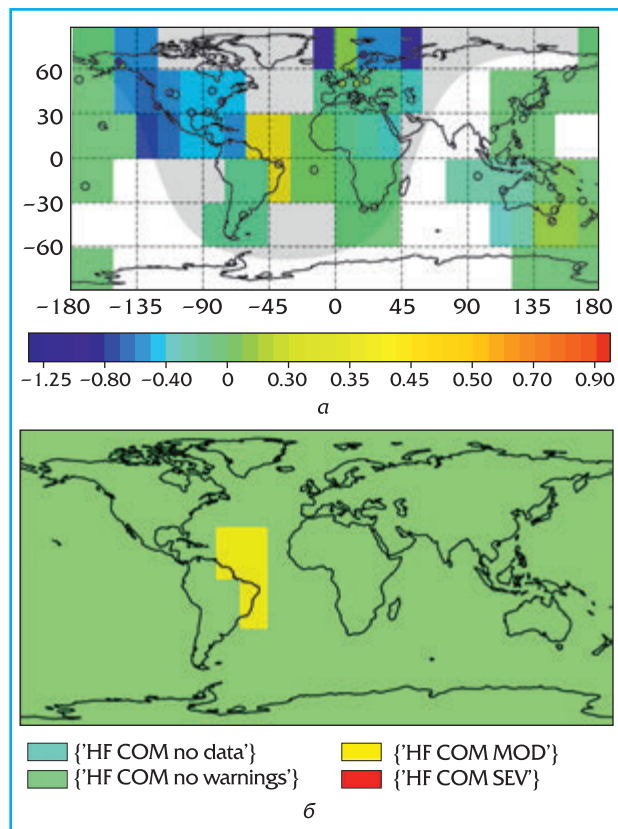 60
30
0
−30
−60
−180 −135 −90 −45 0 45 90 135 180
−1.25 −0.80 −0.40 0 0.30 0.35 0.45 0.50 0.70 0.90
а
{'HF COM no data'} {'HF COM MOD'}
{'HF COM no warnings'} {'HF COM SEV'}
б